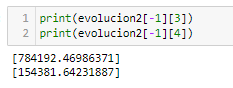 1 print(evolucion2[-1][3])
2 print(evolucion2[-1][4])
[784192.46986371]
[154381.64231887]